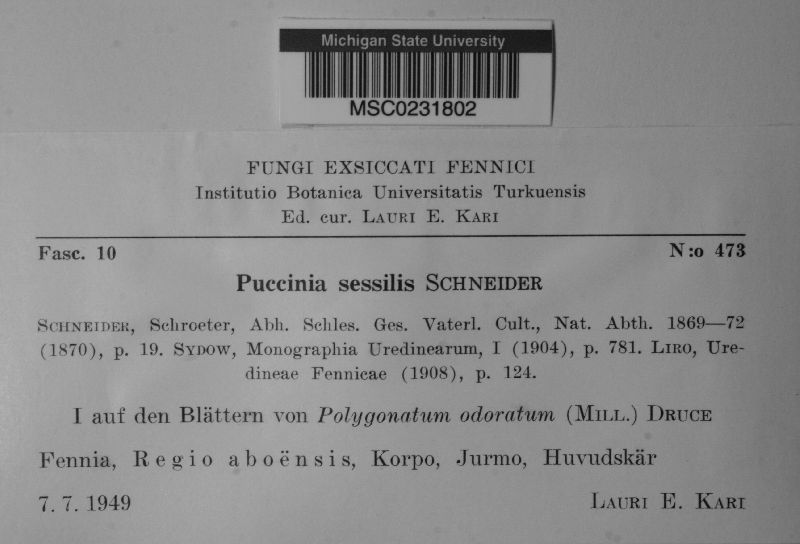 Michigan State University
MSC0231802
FUNGI EXSICCATI FENNICI
Institutio Botanica Universitatis Turkuensis
Ed. cur. LAURI E. KARI
Fasc. 10 N:o 473
Puccinia sessilis SCHNEIDER
SCHNEIDER, Schroeter, Abh. Schles. Ges. Vaterl. Cult., Nat. Abth. 1869—72
(1870), p. 19. SYDOW, Monographia Uredinearum, I (1904), p. 781. LIRO, Ure-
dineae Fennicae (1908), p. 124.
I auf den Blättern von Polygonatum odoratum (MILL.) DRUCE
Fennia, Regio aboënsis, Korpo, Jurmo, Huvudskär
7. 7. 1949 LAURI E. KARI